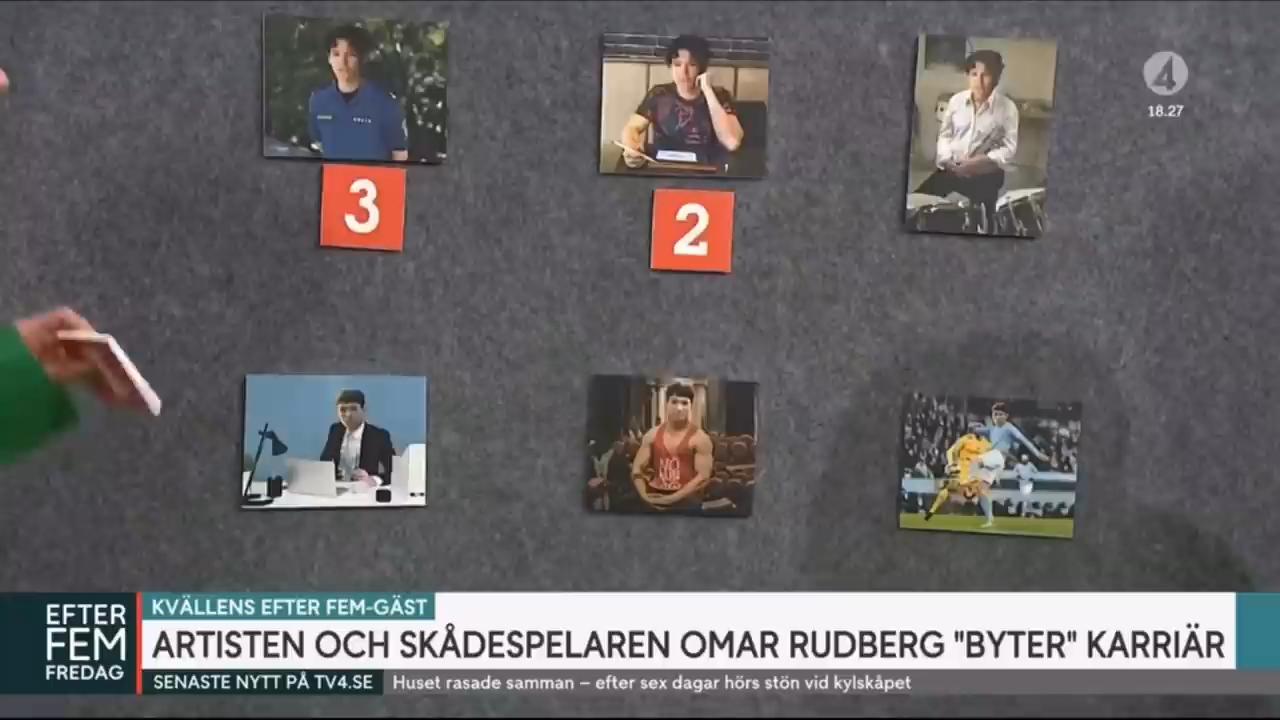 4
18.27
3
2
EFTER
FEM
FREDAG
KVÄLLENS EFTER FEM-GÄST
ARTISTEN OCH SKÅDESPELAREN OMAR RUDBERG "BYTER" KARRIÄR
SENASTE NYTT PÅ TV4.SE
Huset rasade samman – efter sex dagar hörs stön vid kylskåpet